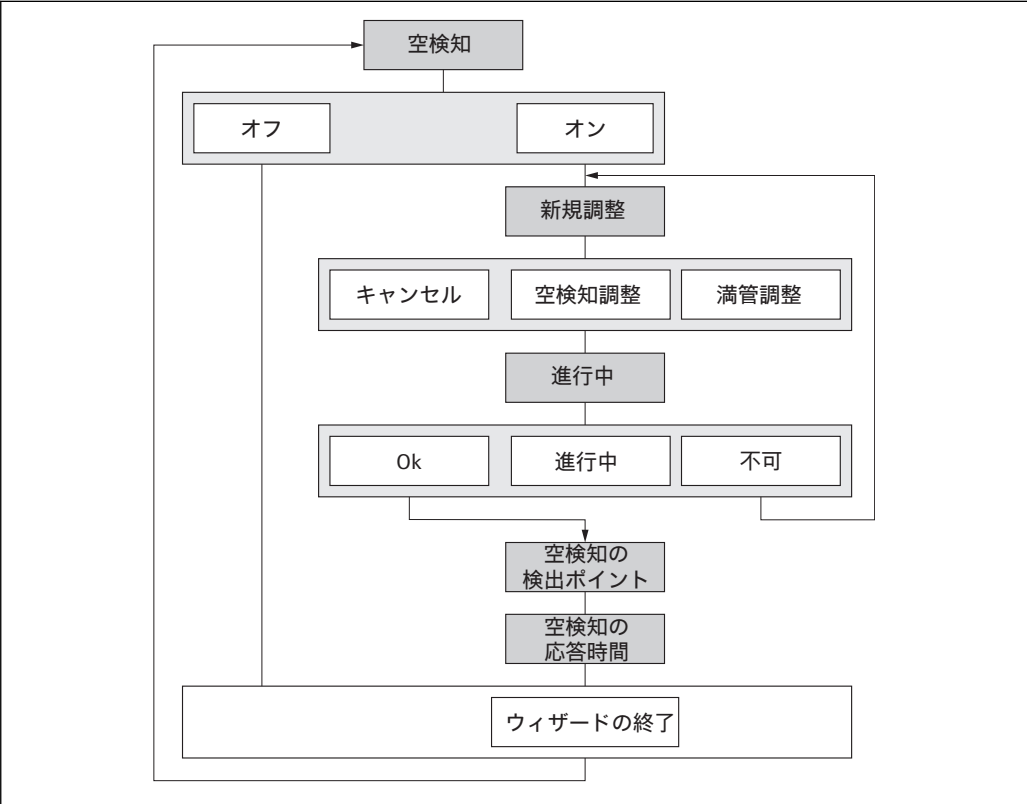 空検知
オフ
オン
新規調整
キャンセル
空検知調整
満管調整
進行中
Ok
進行中
不可
空検知の
検出ポイント
空検知の
応答時間
ウィザードの終了